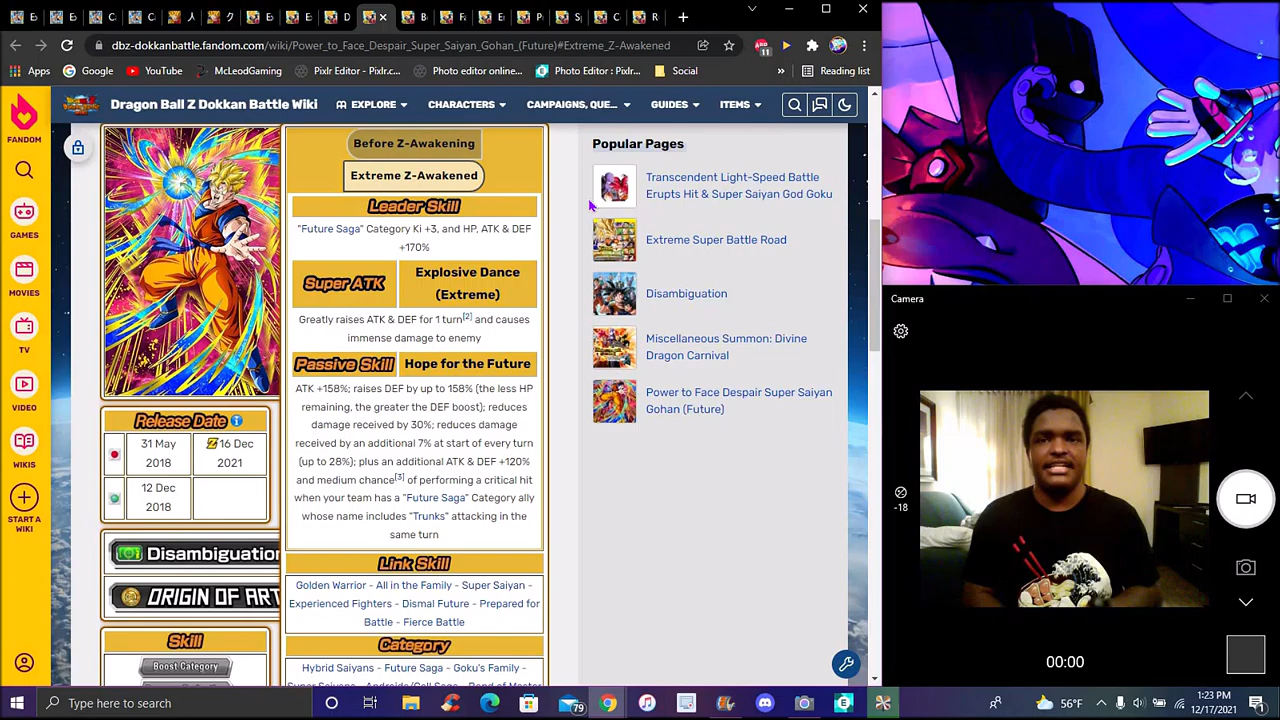 dbz-dokkanbattle.fandom.com/wiki/Power_to_Face_Despair_Super_Saiyan_Gohan_(Future)#Extreme_Z-Awakened
11
Apps
Google
YouTube
McLeodGaming
Pixlr Editor - Pixlr.c...
Photo editor online...
Photo Editor : Pixlr...
Social
»
Reading list
FANDOM
GAMES
MOVIES
TV
VIDEO
WIKIS
START A
WIKI
Dragon Ball Z Dokkan Battle Wiki
EXPLORE
CHARACTERS
CAMPAIGNS, QUE...
GUIDES
ITEMS
Before Z-Awakening
Extreme Z-Awakened
Leader Skill
"Future Saga" Category Ki +3, and HP, ATK & DEF
+170%
Super ATK
Explosive Dance
(Extreme)
Greatly raises ATK & DEF for 1 turn[2] and causes
immense damage to enemy
Passive Skill
Hope for the Future
ATK +158%; raises DEF by up to 158% (the less HP
remaining, the greater the DEF boost); reduces
damage received by 30%; reduces damage
received by an additional 7% at start of every turn
(up to 28%); plus an additional ATK & DEF +120%
and medium chance[3] of performing a critical hit
when your team has a "Future Saga" Category ally
whose name includes "Trunks" attacking in the
same turn
Link Skill
Golden Warrior - All in the Family - Super Saiyan -
Experienced Fighters - Dismal Future - Prepared for
Battle - Fierce Battle
Category
Hybrid Saiyans - Future Saga - Goku's Family -
Release Date
31 May
2018
Z 16 Dec
2021
12 Dec
2018
Disambiguation
ORIGIN OF ART
Skill
Boost Category
Popular Pages
Transcendent Light-Speed Battle
Erupts Hit & Super Saiyan God Goku
Extreme Super Battle Road
Disambiguation
Miscellaneous Summon: Divine
Dragon Carnival
Power to Face Despair Super Saiyan
Gohan (Future)
Camera
-18
00:00
Type here to search
79
56°F
1:23 PM
12/17/2021
1